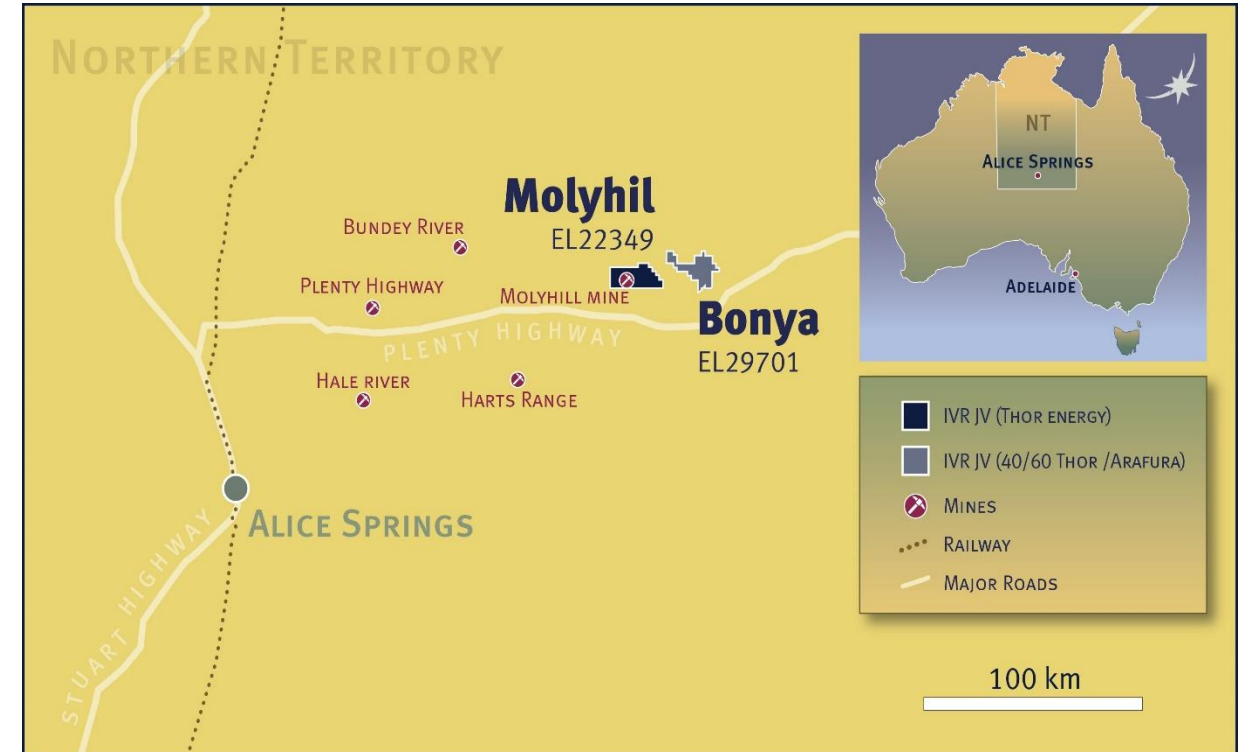 Northern Territory
NT
Alice Springs
Adelaide
Molyhil
EL22349
Bundey River
Plenty Highway
Molyhill mine
Bonya
EL29701
Plenty Highway
Hale river
Harts Range
Alice Springs
Stuart Highway
IVR JV (Thor energy)
IVR JV (40/60 Thor /Arafura)
Mines
Railway
Major Roads
100 km